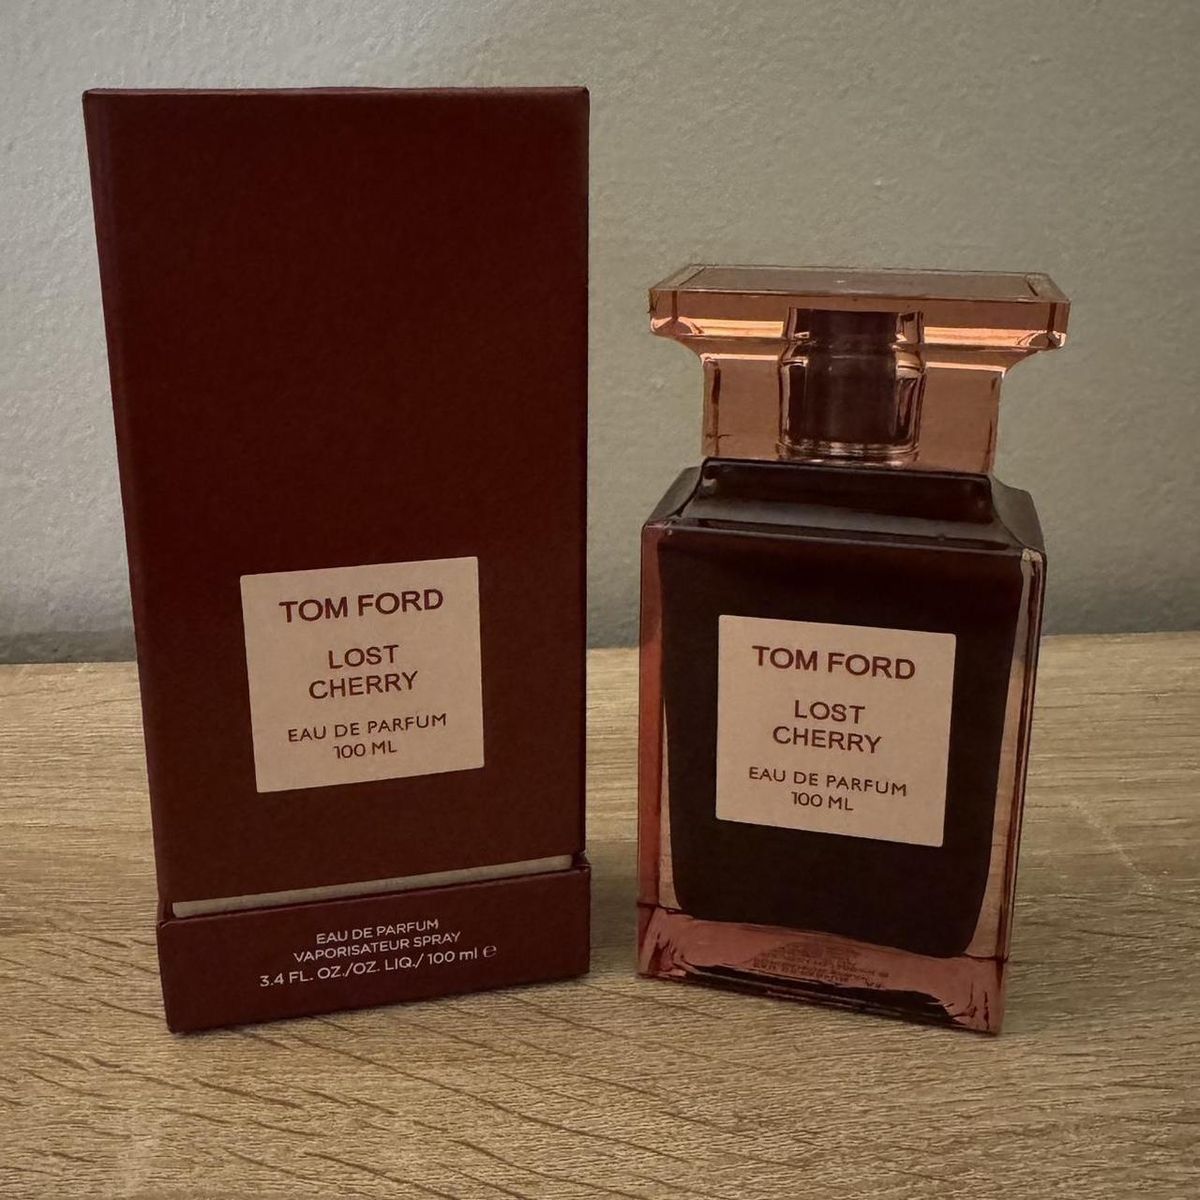 TOM FORD
LOST
CHERRY
EAU DE PARFUM
100 ML
EAU DE PARFUM
VAPORISATEUR SPRAY
3.4 FL. OZ./OZ. LIQ./ 100 ml ℮
TOM FORD
LOST
CHERRY
EAU DE PARFUM
100 ML